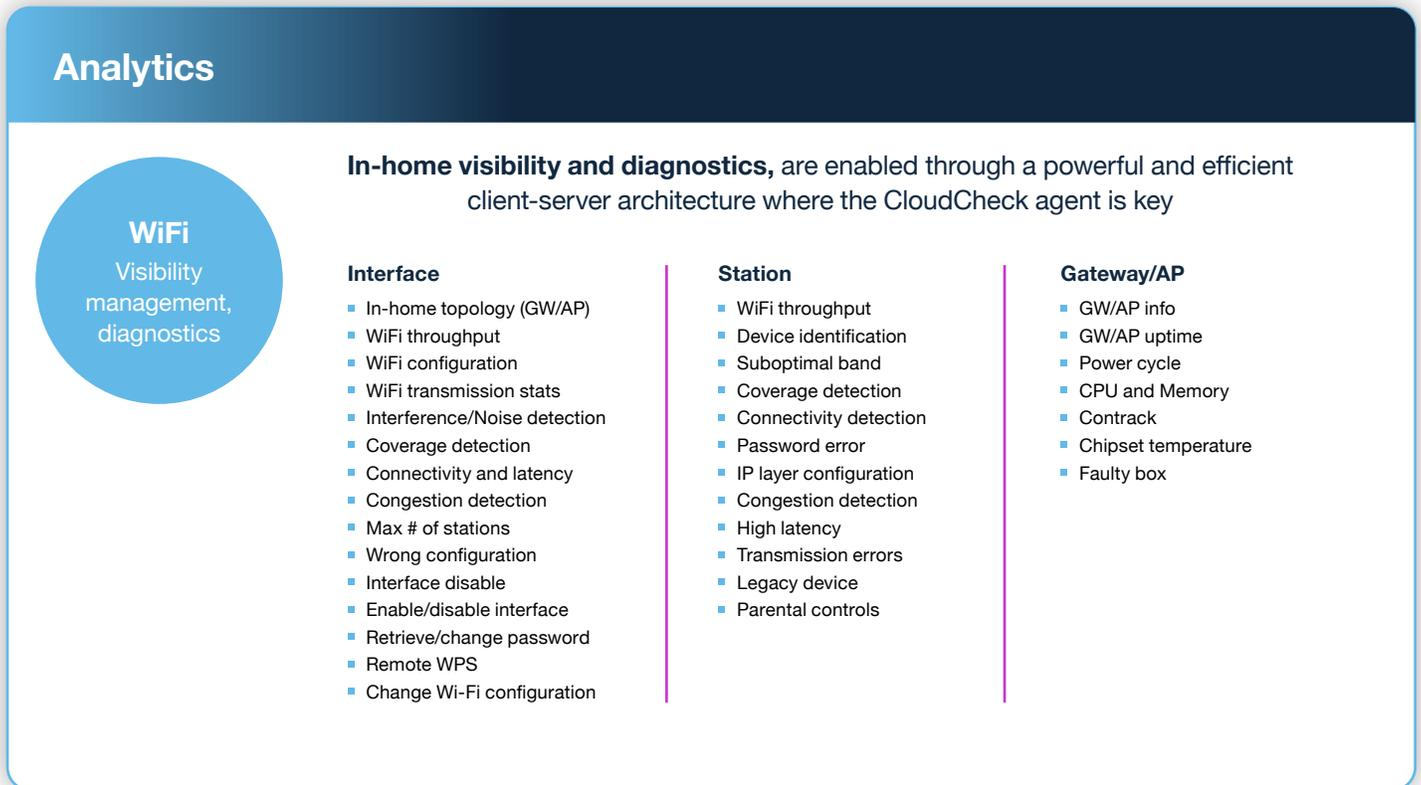 Analytics
WiFi
Visibility
management,
diagnostics
In-home visibility and diagnostics, are enabled through a powerful and efficient
client-server architecture where the CloudCheck agent is key
Interface
In-home topology (GW/AP)
WiFi throughput
WiFi configuration
WiFi transmission stats
Interference/Noise detection
Coverage detection
Connectivity and latency
Congestion detection
Max # of stations
Wrong configuration
Interface disable
Enable/disable interface
Retrieve/change password
Remote WPS
Change Wi-Fi configuration
Station
WiFi throughput
Device identification
Suboptimal band
Coverage detection
Connectivity detection
Password error
IP layer configuration
Congestion detection
High latency
Transmission errors
Legacy device
Parental controls
Gateway/AP
GW/AP info
GW/AP uptime
Power cycle
CPU and Memory
Contrack
Chipset temperature
Faulty box